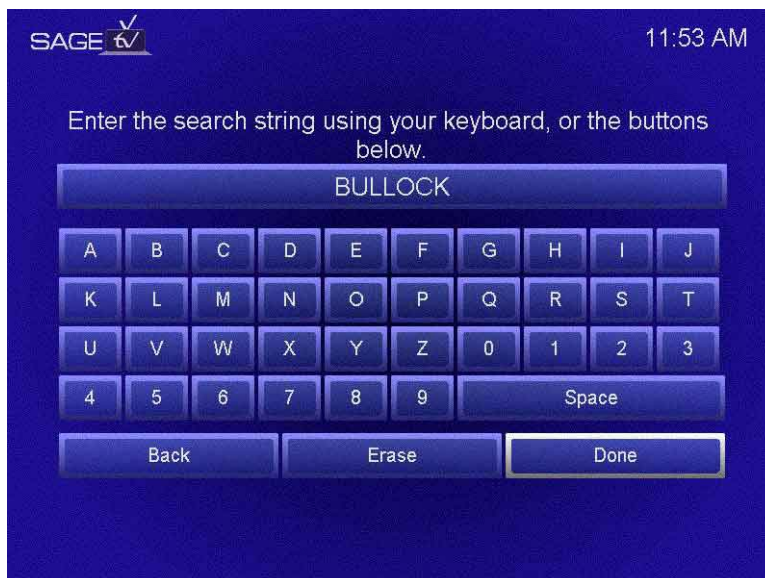 SAGE tv
11:53 AM
Enter the search string using your keyboard, or the buttons
below.
BULLOCK
A B C D E F G H I J
K L M N O P Q R S T
U V W X Y Z 0 1 2 3
4 5 6 7 8 9 Space
Back Erase Done